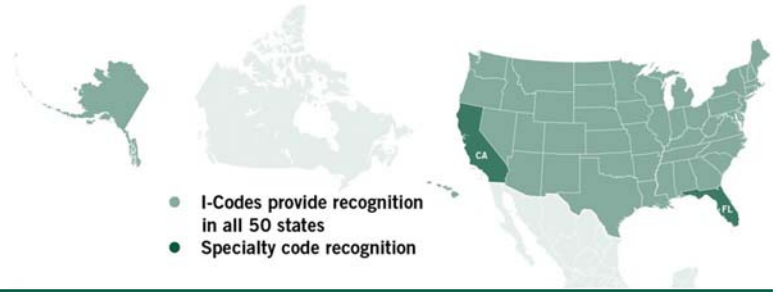 CA
FL
I-Codes provide recognition
in all 50 states
Specialty code recognition